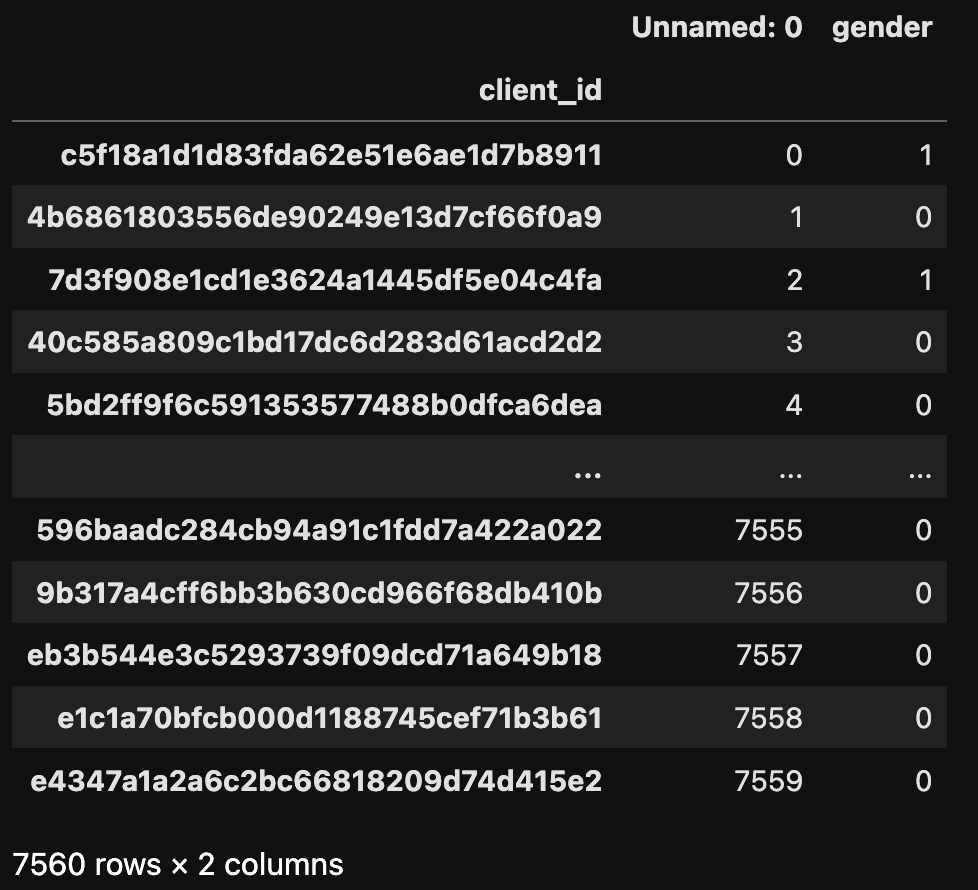 Unnamed: 0 gender
client_id
c5f18a1d1d83fda62e51e6ae1d7b8911 0 1
4b6861803556de90249e13d7cf66f0a9 1 0
7d3f908e1cd1e3624a1445df5e04c4fa 2 1
40c585a809c1bd17dc6d283d61acd2d2 3 0
5bd2ff9f6c591353577488b0dfca6dea 4 0
... ... ...
596baadc284cb94a91c1fdd7a422a022 7555 0
9b317a4cff6bb3b630cd966f68db410b 7556 0
eb3b544e3c5293739f09dcd71a649b18 7557 0
e1c1a70bfcb000d1188745cef71b3b61 7558 0
e4347a1a2a6c2bc66818209d74d415e2 7559 0
7560 rows × 2 columns